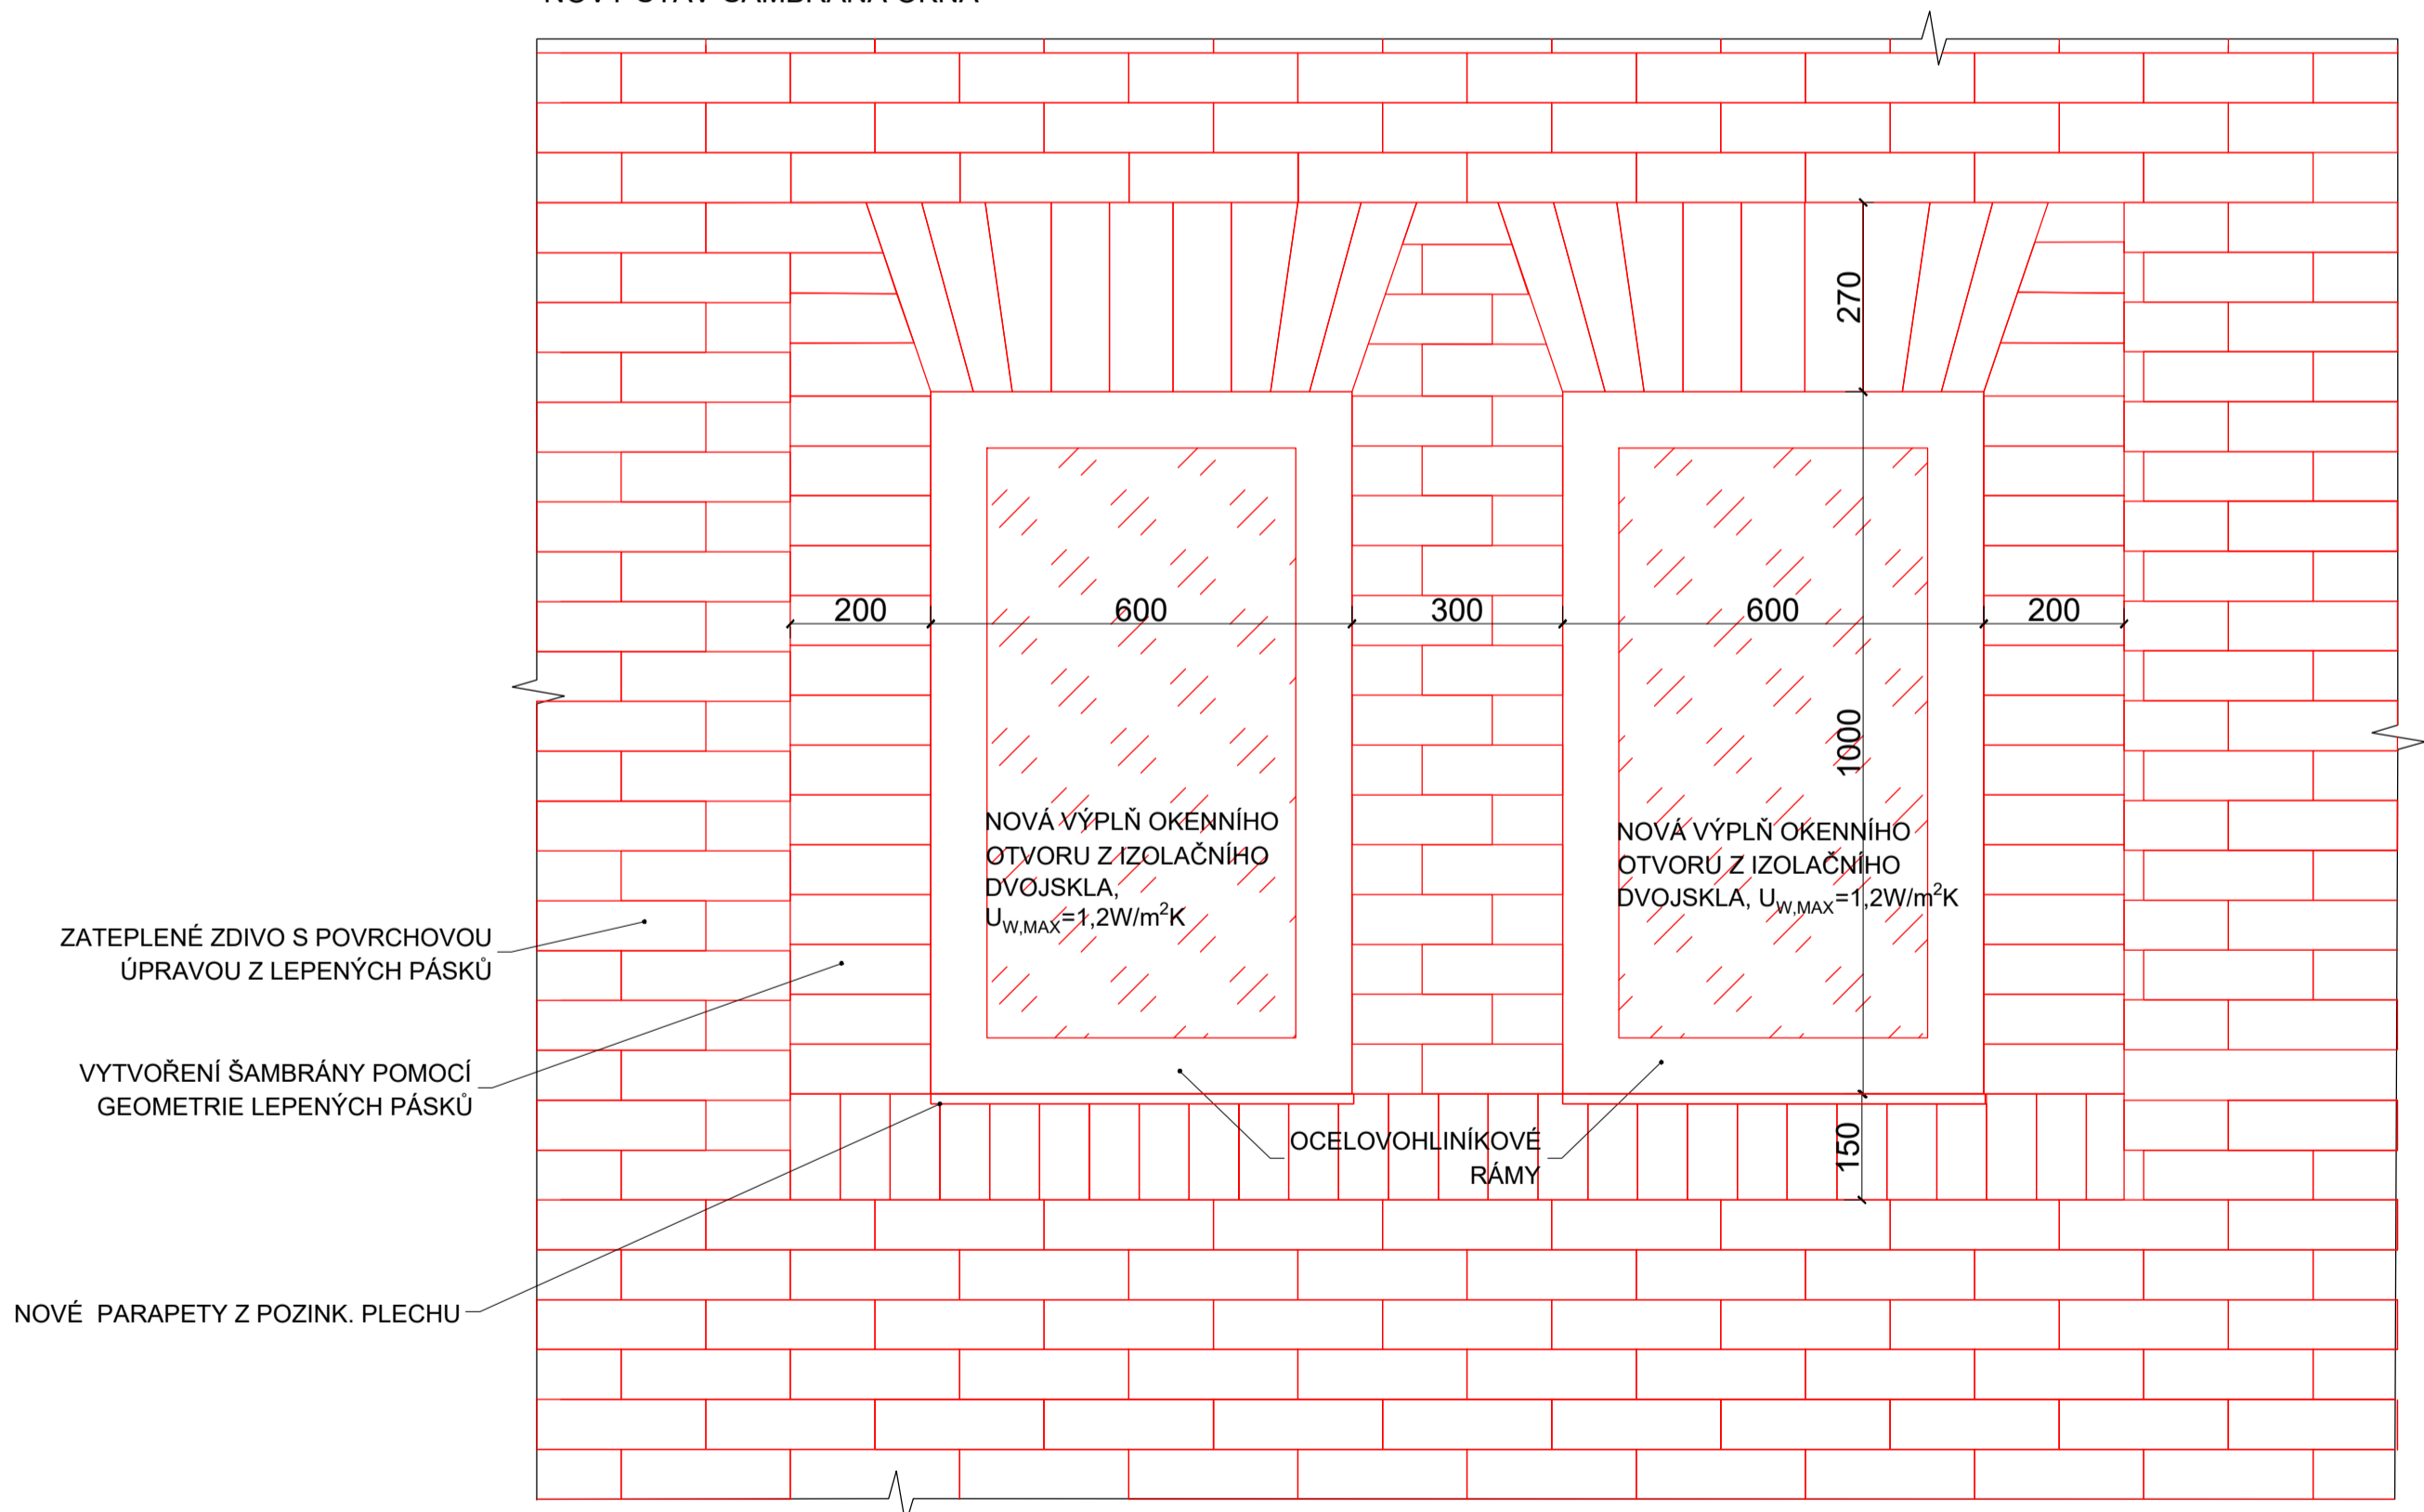 270
200
600
300
600
200
1000
NOVÁ VÝPLŇ OKENNÍHO
OTVORU Z IZOLAČNÍHO
DVOJSKLA,
U_W,MAX=1,2W/m²K
NOVÁ VÝPLŇ OKENNÍHO
OTVORU Z IZOLAČNÍHO
DVOJSKLA, U_W,MAX=1,2W/m²K
ZATEPLENÉ ZDIVO S POVRCHOVOU
ÚPRAVOU Z LEPENÝCH PÁSKŮ
VYTVOŘENÍ ŠAMBRÁNY POMOCÍ
GEOMETRIE LEPENÝCH PÁSKŮ
OCELOVOHLINÍKOVÉ
RÁMY
150
NOVÉ PARAPETY Z POZINK. PLECHU